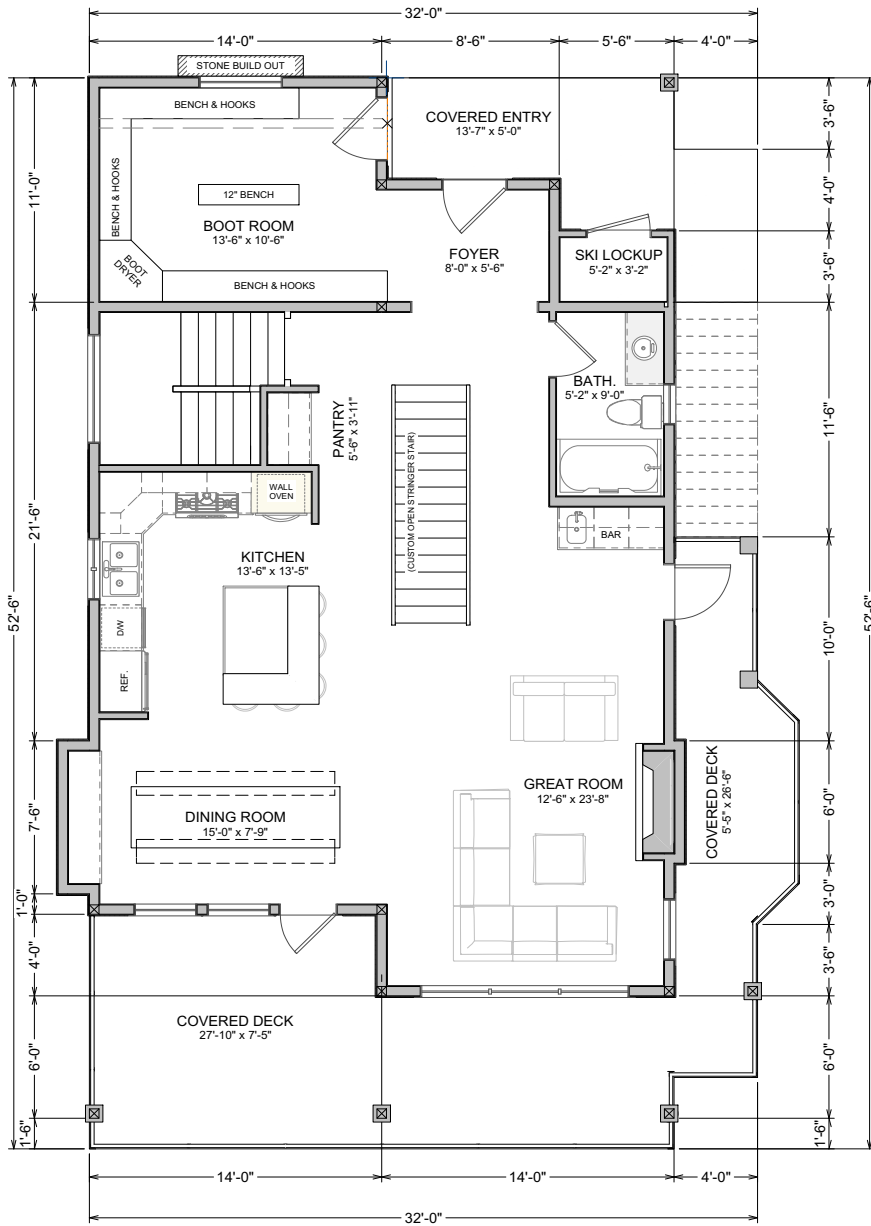 32'-0"
14'-0"
8'-6"
5'-6"
4'-0"
STONE BUILD OUT
BENCH & HOOKS
COVERED ENTRY
13'-7" x 5'-0"
3'-6"
4'-0"
3'-6"
11'-0"
BENCH & HOOKS
12" BENCH
BOOT ROOM
13'-6" x 10'-6"
BOOT
DRYER
BENCH & HOOKS
FOYER
8'-0" x 5'-6"
SKI LOCKUP
5'-2" x 3'-2"
BATH.
5'-2" x 9'-0"
11'-6"
PANTRY
5'-6" x 3'-11"
(CUSTOM OPEN STRINGER STAIR)
WALL
OVEN
21'-6"
KITCHEN
13'-6" x 13'-5"
BAR
52'-6"
52'-6"
D/W
REF.
10'-0"
GREAT ROOM
12'-6" x 23'-8"
COVERED DECK
5'-5" x 26'-6"
6'-0"
7'-6"
DINING ROOM
15'-0" x 7'-9"
3'-0"
1'-0"
4'-0"
3'-6"
COVERED DECK
27'-10" x 7'-5"
6'-0"
6'-0"
1'-6"
1'-6"
14'-0"
14'-0"
4'-0"
32'-0"